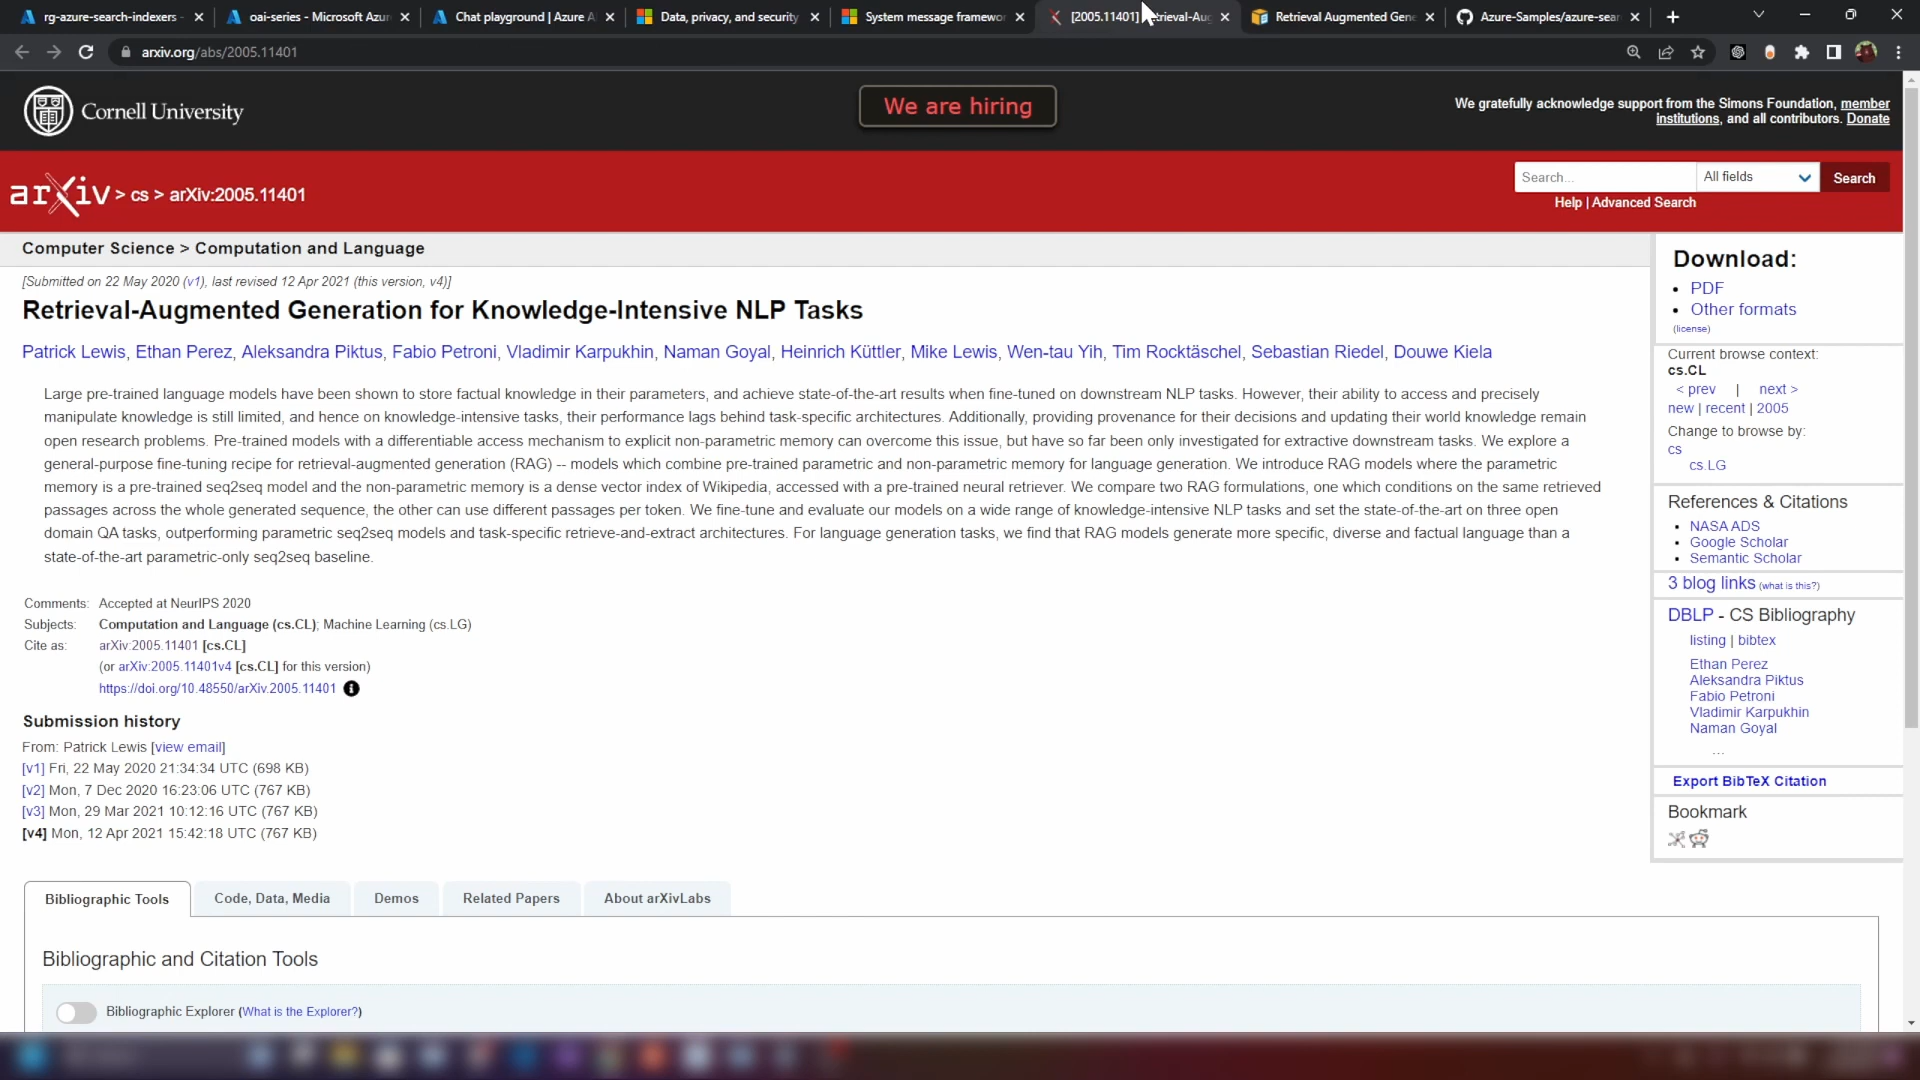 rg-azure-search-indexers
oai-series - Microsoft Azur
Chat playground | Azure A
Data, privacy, and security
System message framewor
[2005.11401] Retrieval-Aug
Retrieval Augmented Gene
Azure-Samples/azure-sear
arxiv.org/abs/2005.11401
Cornell University
We are hiring
We gratefully acknowledge support from the Simons Foundation, member
institutions, and all contributors. Donate
arXiv > cs > arXiv:2005.11401
Search...
All fields
Search
Help | Advanced Search
Computer Science > Computation and Language
[Submitted on 22 May 2020 (v1), last revised 12 Apr 2021 (this version, v4)]
Retrieval-Augmented Generation for Knowledge-Intensive NLP Tasks
Patrick Lewis, Ethan Perez, Aleksandra Piktus, Fabio Petroni, Vladimir Karpukhin, Naman Goyal, Heinrich Küttler, Mike Lewis, Wen-tau Yih, Tim Rocktäschel, Sebastian Riedel, Douwe Kiela
Large pre-trained language models have been shown to store factual knowledge in their parameters, and achieve state-of-the-art results when fine-tuned on downstream NLP tasks. However, their ability to access and precisely
manipulate knowledge is still limited, and hence on knowledge-intensive tasks, their performance lags behind task-specific architectures. Additionally, providing provenance for their decisions and updating their world knowledge remain
open research problems. Pre-trained models with a differentiable access mechanism to explicit non-parametric memory can overcome this issue, but have so far been only investigated for extractive downstream tasks. We explore a
general-purpose fine-tuning recipe for retrieval-augmented generation (RAG) -- models which combine pre-trained parametric and non-parametric memory for language generation. We introduce RAG models where the parametric
memory is a pre-trained seq2seq model and the non-parametric memory is a dense vector index of Wikipedia, accessed with a pre-trained neural retriever. We compare two RAG formulations, one which conditions on the same retrieved
passages across the whole generated sequence, the other can use different passages per token. We fine-tune and evaluate our models on a wide range of knowledge-intensive NLP tasks and set the state-of-the-art on three open
domain QA tasks, outperforming parametric seq2seq models and task-specific retrieve-and-extract architectures. For language generation tasks, we find that RAG models generate more specific, diverse and factual language than a
state-of-the-art parametric-only seq2seq baseline.
Comments: Accepted at NeurIPS 2020
Subjects: Computation and Language (cs.CL); Machine Learning (cs.LG)
Cite as: arXiv:2005.11401 [cs.CL]
(or arXiv:2005.11401v4 [cs.CL] for this version)
https://doi.org/10.48550/arXiv.2005.11401
Submission history
From: Patrick Lewis [view email]
[v1] Fri, 22 May 2020 21:34:34 UTC (698 KB)
[v2] Mon, 7 Dec 2020 16:23:06 UTC (767 KB)
[v3] Mon, 29 Mar 2021 10:12:16 UTC (767 KB)
[v4] Mon, 12 Apr 2021 15:42:18 UTC (767 KB)
Bibliographic Tools
Code, Data, Media
Demos
Related Papers
About arXivLabs
Bibliographic and Citation Tools
Bibliographic Explorer (What is the Explorer?)
Download:
PDF
Other formats
(license)
Current browse context:
cs.CL
< prev | next >
new | recent | 2005
Change to browse by:
cs
cs.LG
References & Citations
NASA ADS
Google Scholar
Semantic Scholar
3 blog links (what is this?)
DBLP - CS Bibliography
listing | bibtex
Ethan Perez
Aleksandra Piktus
Fabio Petroni
Vladimir Karpukhin
Naman Goyal
...
Export BibTeX Citation
Bookmark